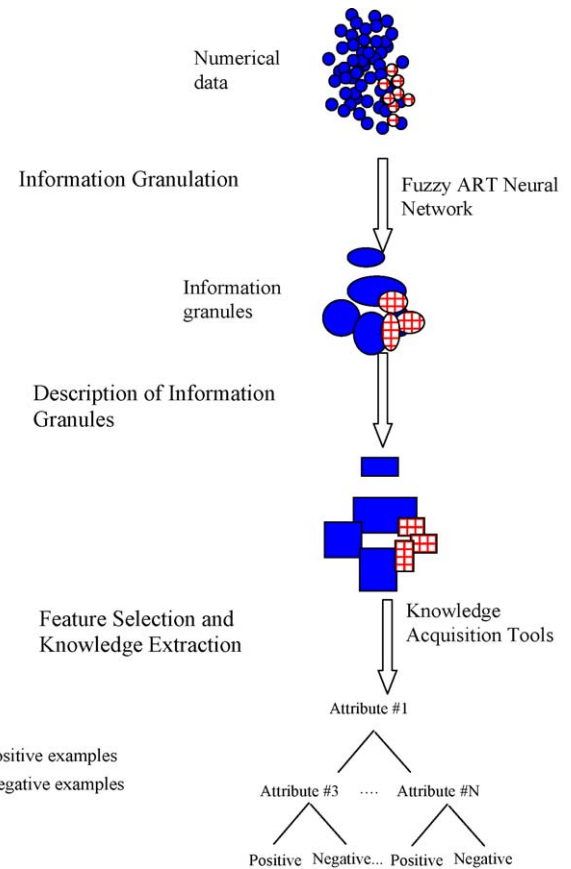 Numerical
data
Information Granulation
Fuzzy ART Neural
Network
Information
granules
Description of Information
Granules
Feature Selection and
Knowledge Extraction
Knowledge
Acquisition Tools
Attribute #1
ositive examples
egative examples
Attribute #3 .... Attribute #N
Positive Negative... Positive Negative